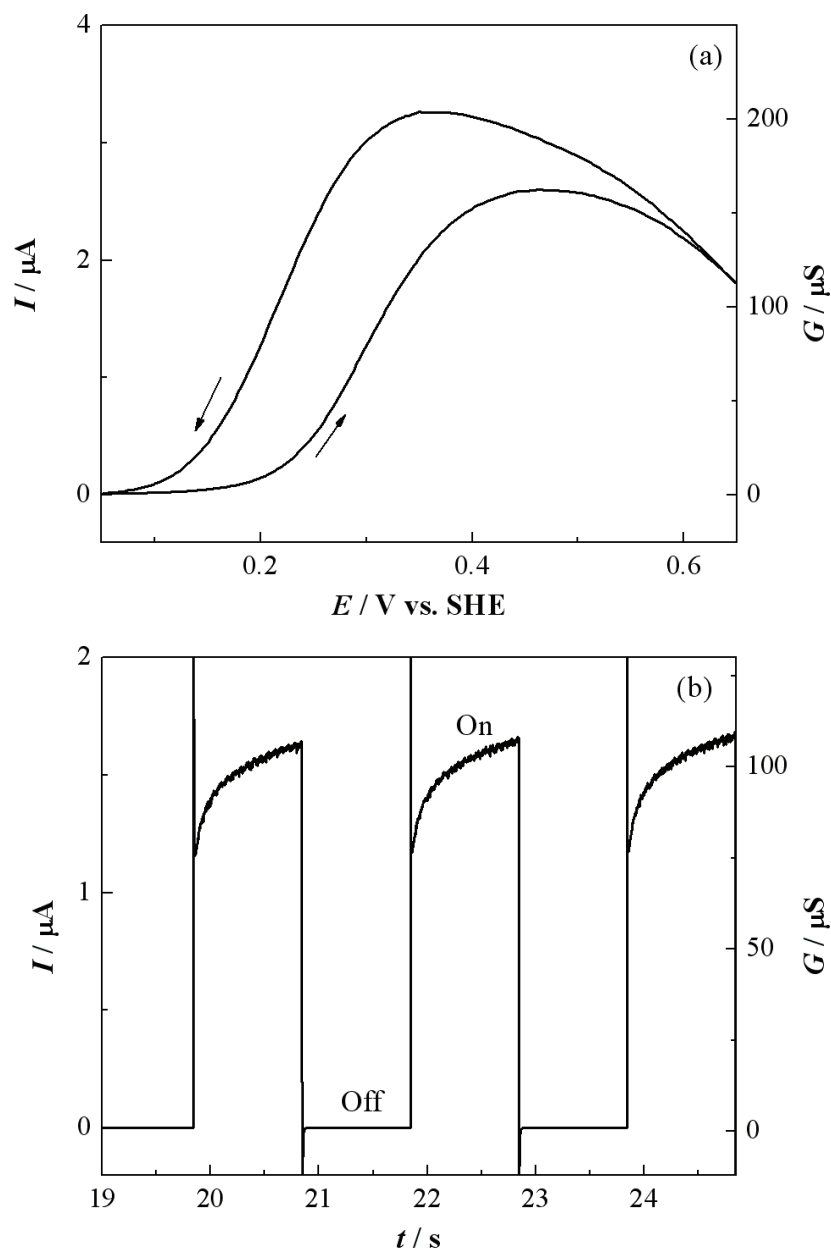 (a)
4
2
0
I / μA
200
100
0
G / μS
0.2 0.4 0.6
E / V vs. SHE
(b)
2
1
0
I / μA
On
Off
100
50
0
G / μS
19 20 21 22 23 24
t / s